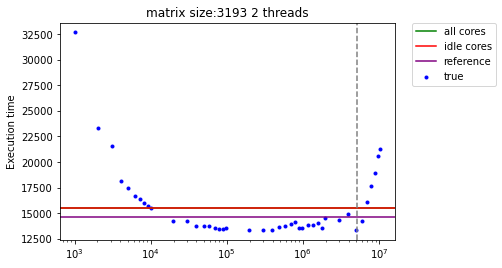 matrix size:3193 2 threads
Execution time
32500
30000
27500
25000
22500
20000
17500
15000
12500
10³
10⁴
10⁵
10⁶
10⁷
all cores
idle cores
reference
true